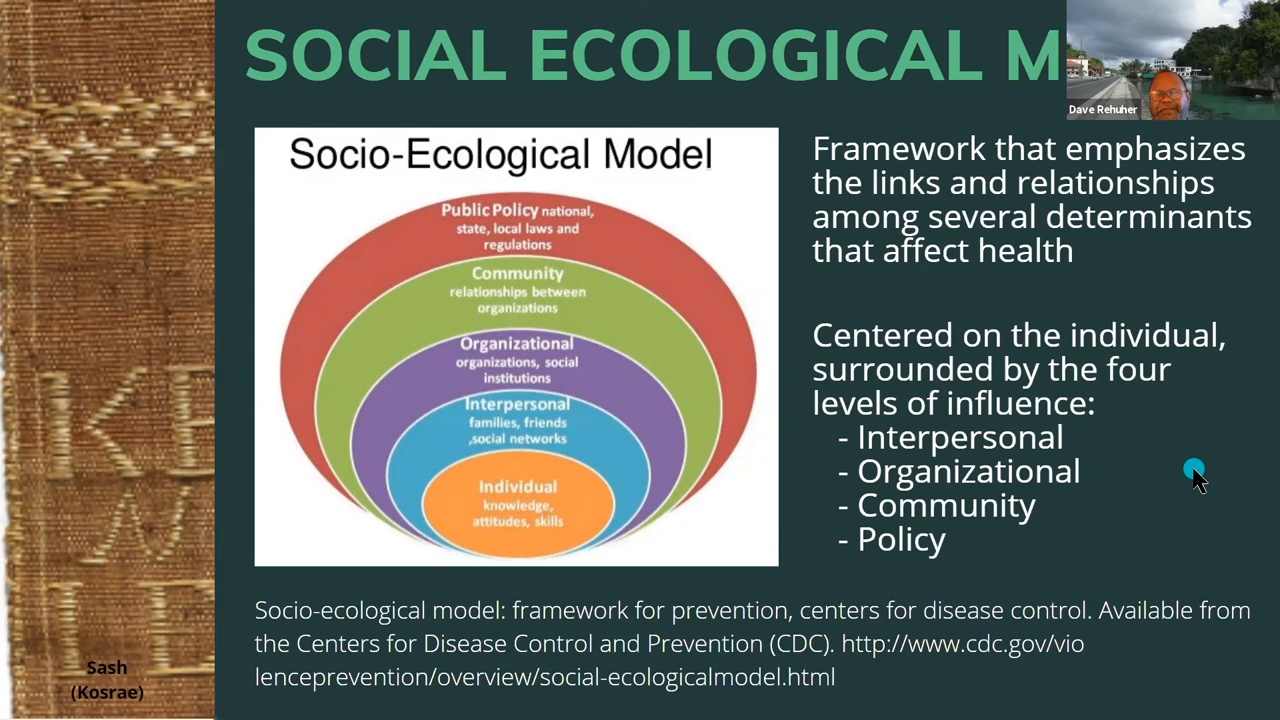 SOCIAL ECOLOGICAL M
Dave Rehuher
Socio-Ecological Model
Public Policy national,
state, local laws and
regulations
Community
relationships between
organizations
Organizational
organizations, social
institutions
Interpersonal
families, friends
,social networks
Individual
knowledge,
attitudes, skills
Framework that emphasizes
the links and relationships
among several determinants
that affect health
Centered on the individual,
surrounded by the four
levels of influence:
- Interpersonal
- Organizational
- Community
- Policy
Socio-ecological model: framework for prevention, centers for disease control. Available from
the Centers for Disease Control and Prevention (CDC). http://www.cdc.gov/vio
lenceprevention/overview/social-ecologicalmodel.html
Sash
(Kosrae)